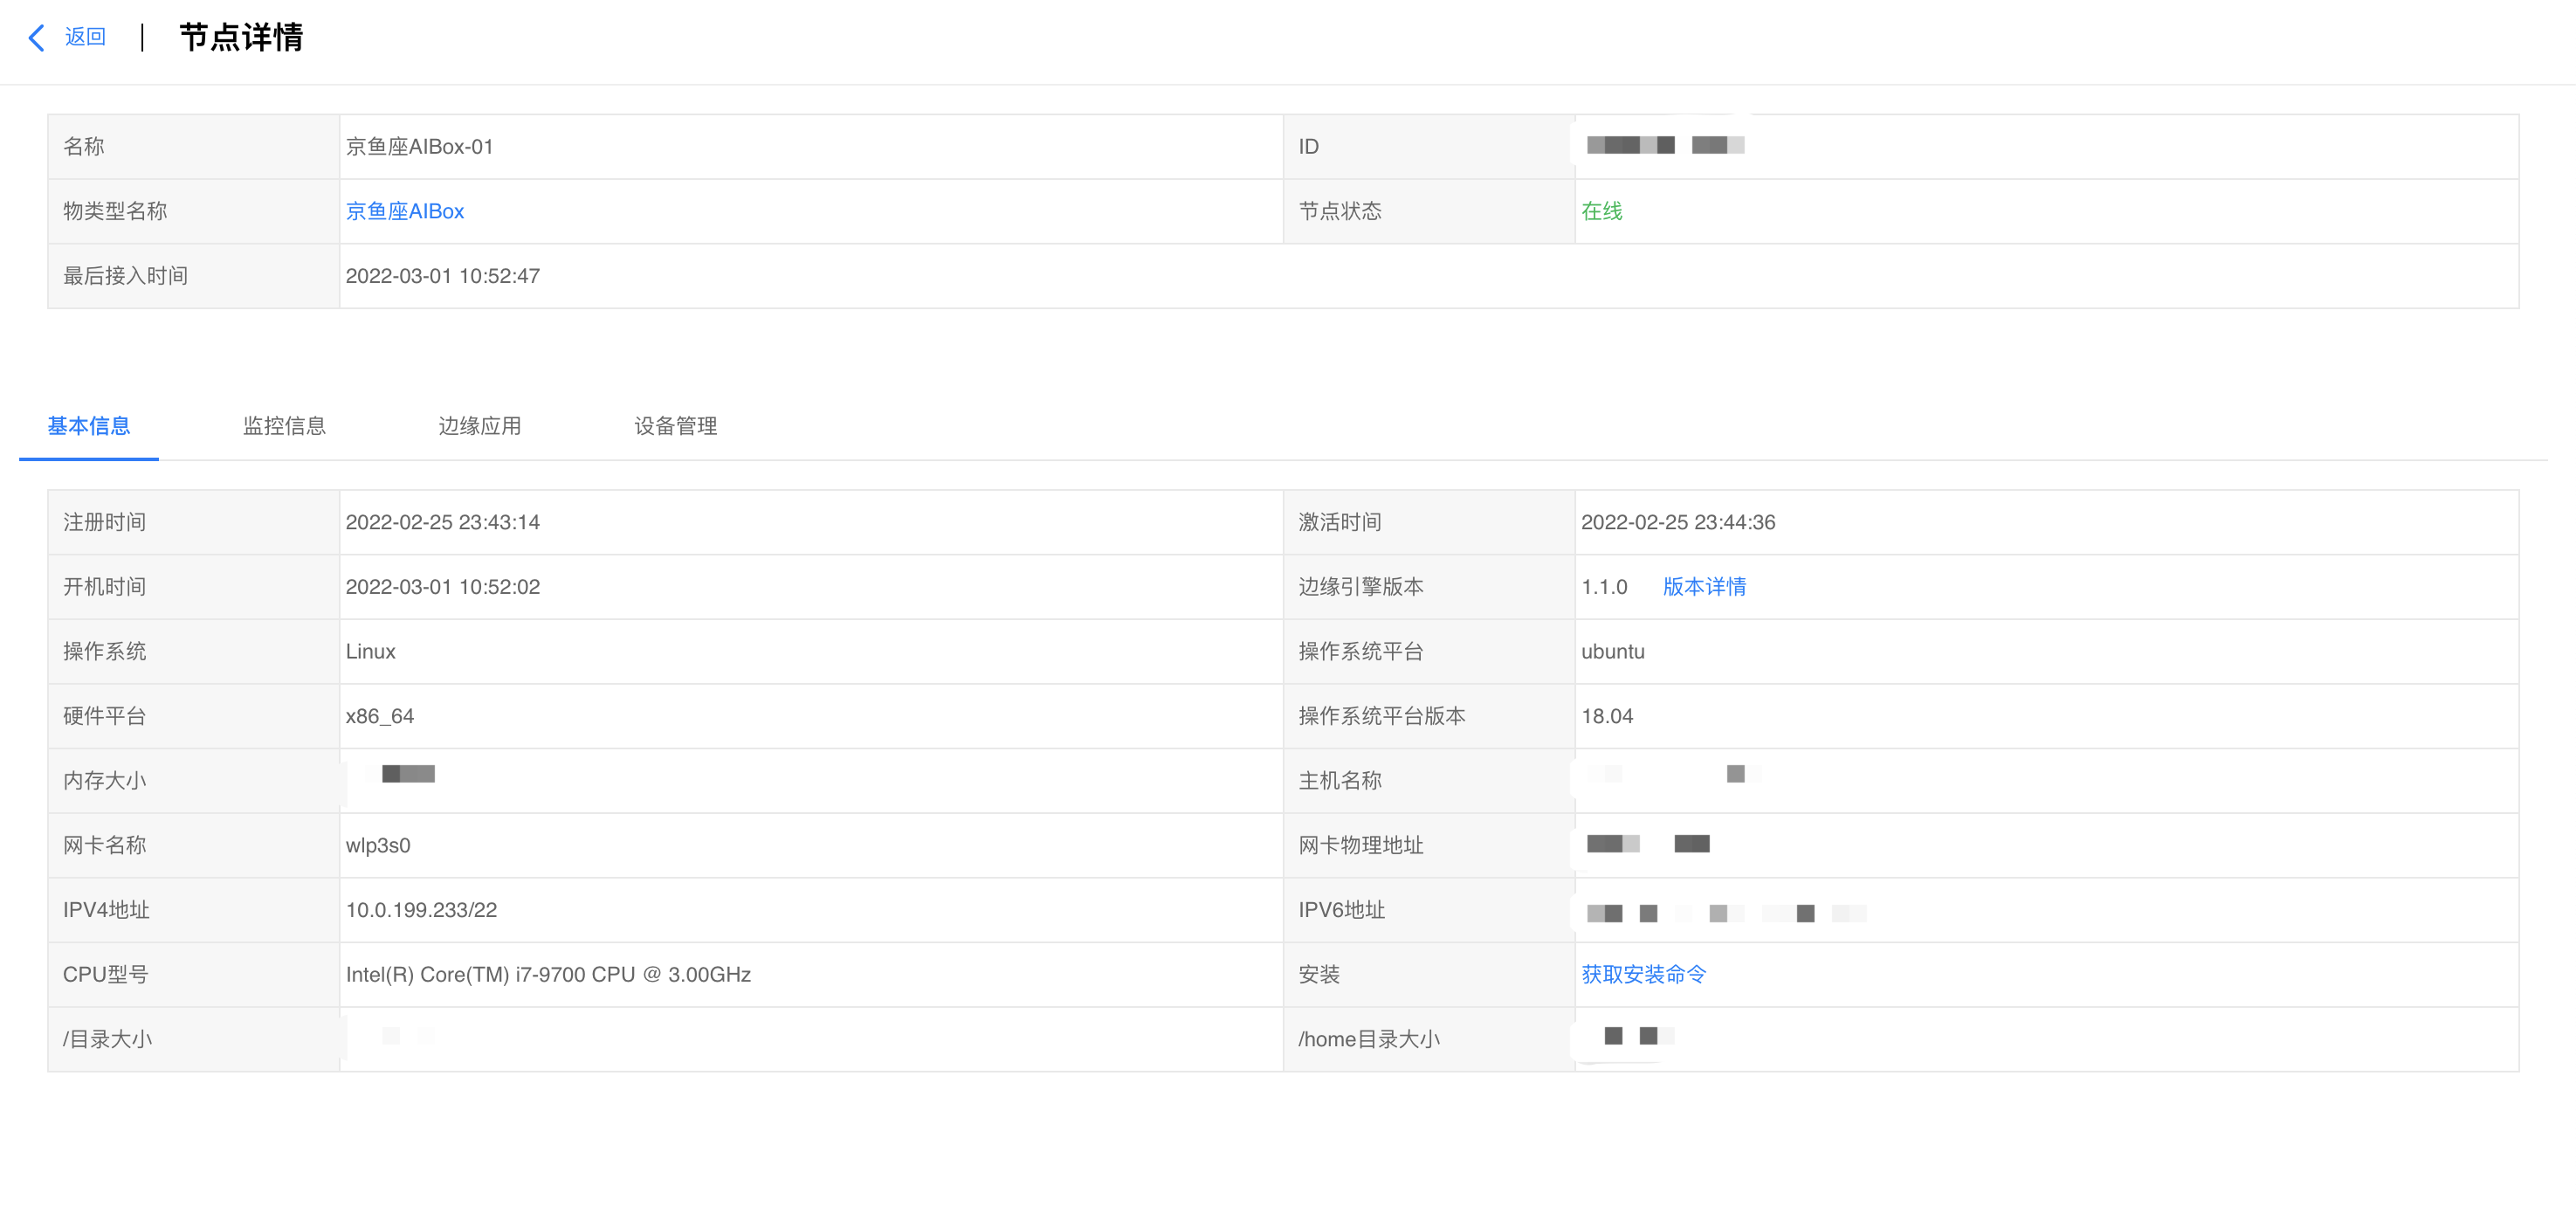 返回 | 节点详情
名称 京鱼座AIBox-01 ID
物类型名称 京鱼座AIBox 节点状态 在线
最后接入时间 2022-03-01 10:52:47
基本信息 监控信息 边缘应用 设备管理
注册时间 2022-02-25 23:43:14 激活时间 2022-02-25 23:44:36
开机时间 2022-03-01 10:52:02 边缘引擎版本 1.1.0 版本详情
操作系统 Linux 操作系统平台 ubuntu
硬件平台 x86_64 操作系统平台版本 18.04
内存大小 主机名称
网卡名称 wlp3s0 网卡物理地址
IPV4地址 10.0.199.233/22 IPV6地址
CPU型号 Intel(R) Core(TM) i7-9700 CPU @ 3.00GHz 安装 获取安装命令
/目录大小 /home目录大小